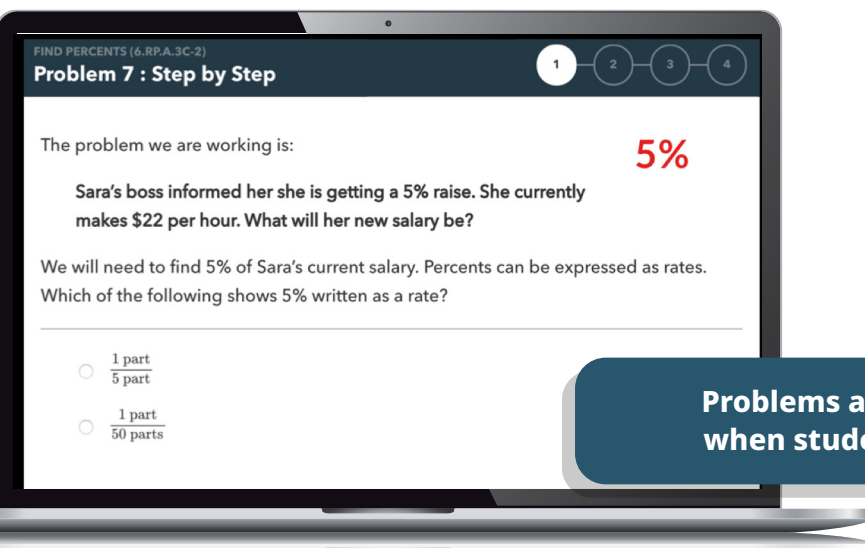 FIND PERCENTS (6.RP.A.3C-2)
Problem 7 : Step by Step
1 2 3 4
The problem we are working is:
5%
Sara's boss informed her she is getting a 5% raise. She currently
makes $22 per hour. What will her new salary be?
We will need to find 5% of Sara's current salary. Percents can be expressed as rates.
Which of the following shows 5% written as a rate?
1 part
5 part
1 part
50 parts
Problems
when